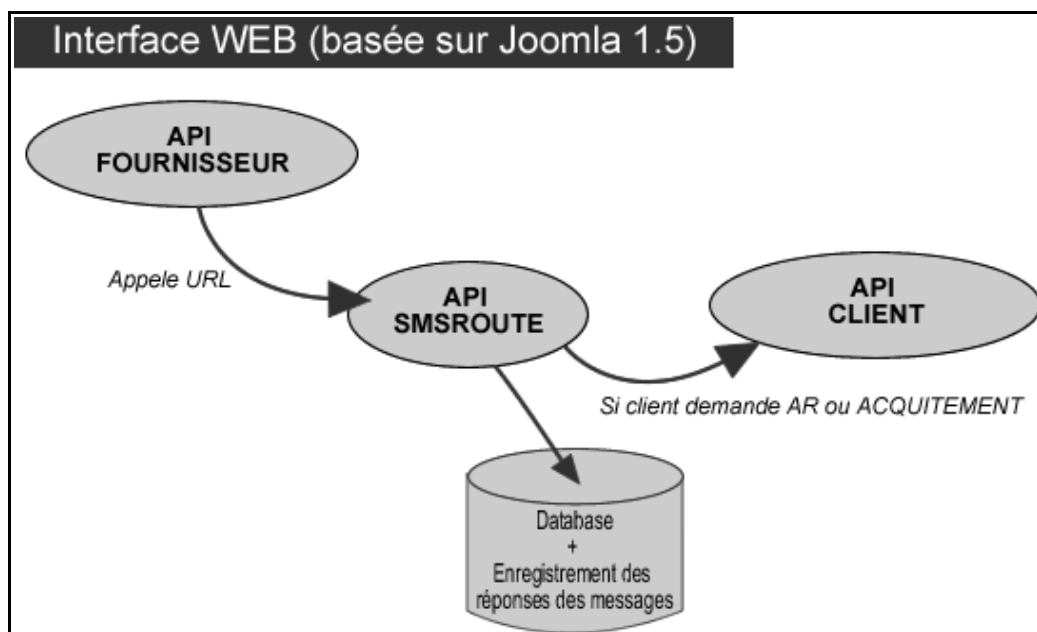 Interface WEB (basée sur Joomla 1.5)
API
FOURNISSEUR
Appele URL
API
SMSROUTE
API
CLIENT
Si client demande AR ou ACQUITEMENT
Database
+
Enregistrement des
réponses des messages